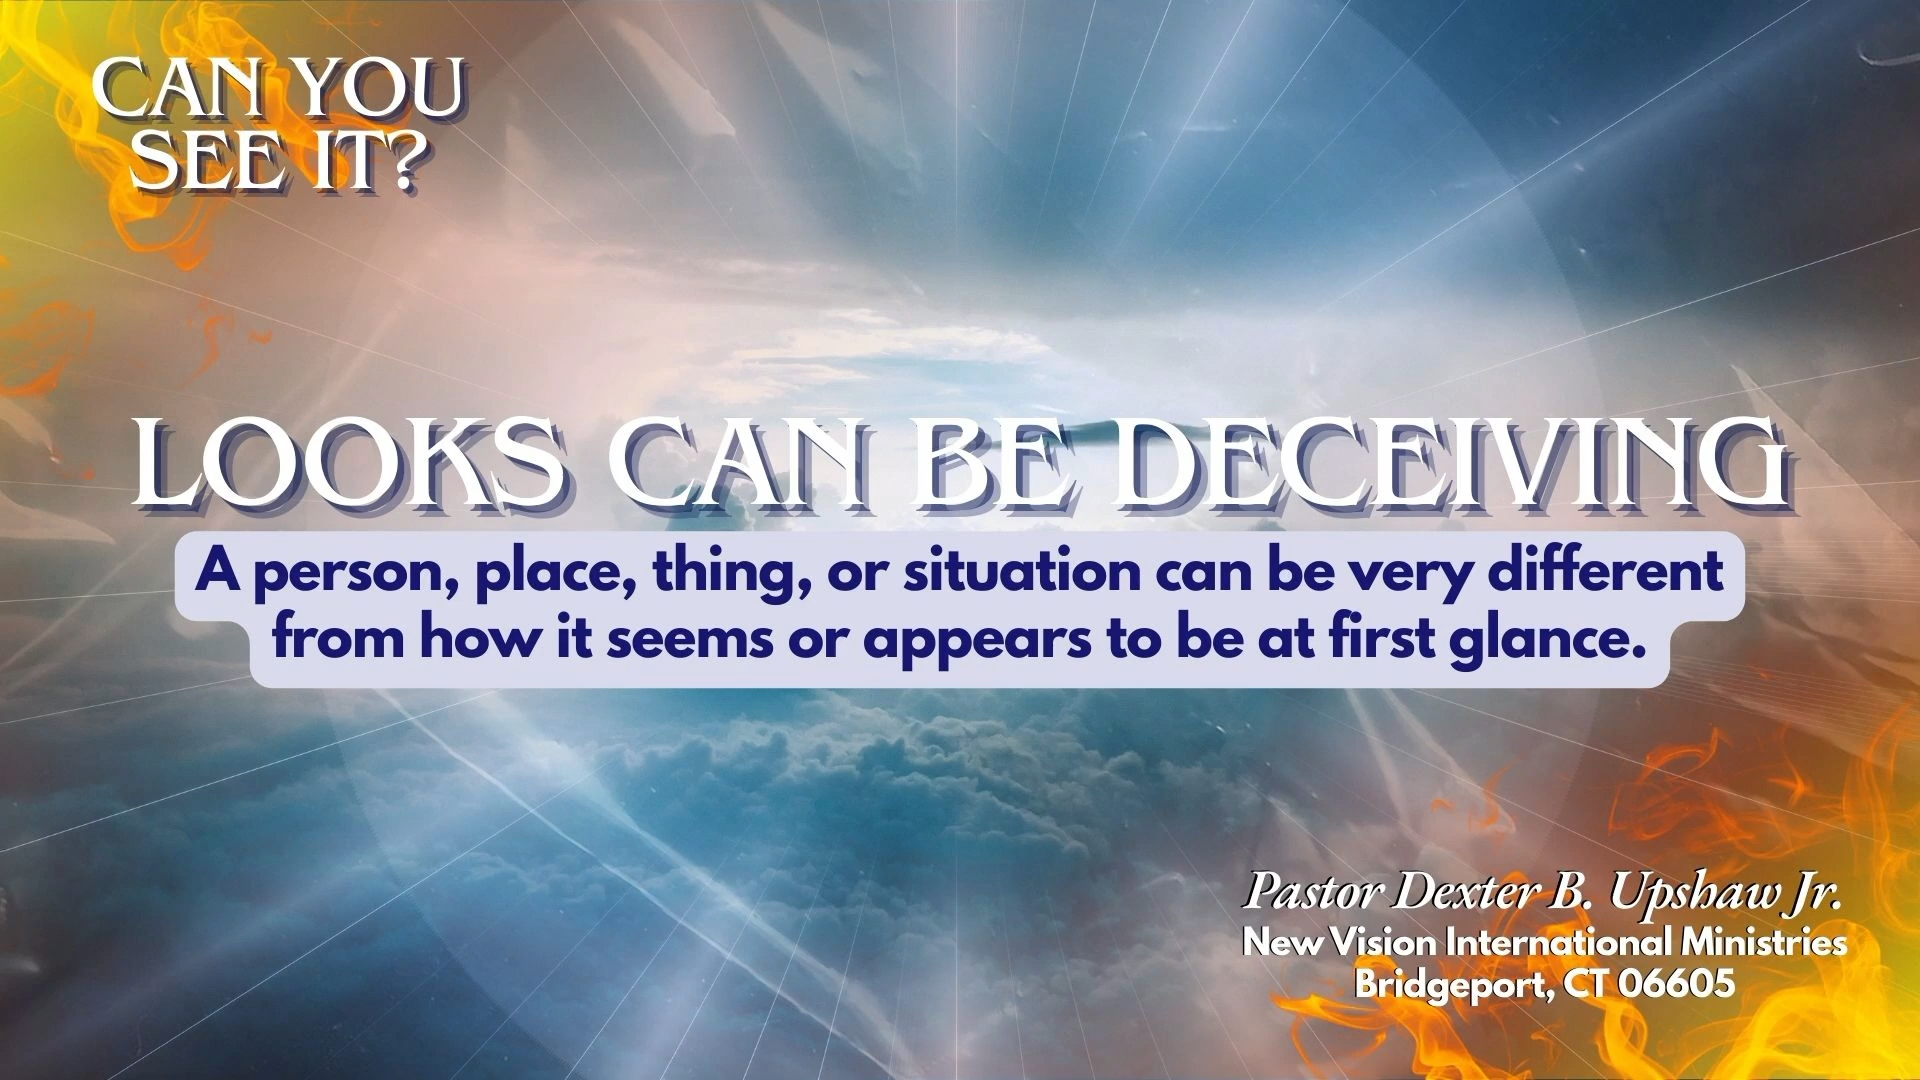 CAN YOU
SEE IT?
LOOKS CAN BE DECEIVING
A person, place, thing, or situation can be very different
from how it seems or appears to be at first glance.
Pastor Dexter B. Upshaw Jr.
New Vision International Ministries
Bridgeport, CT 06605